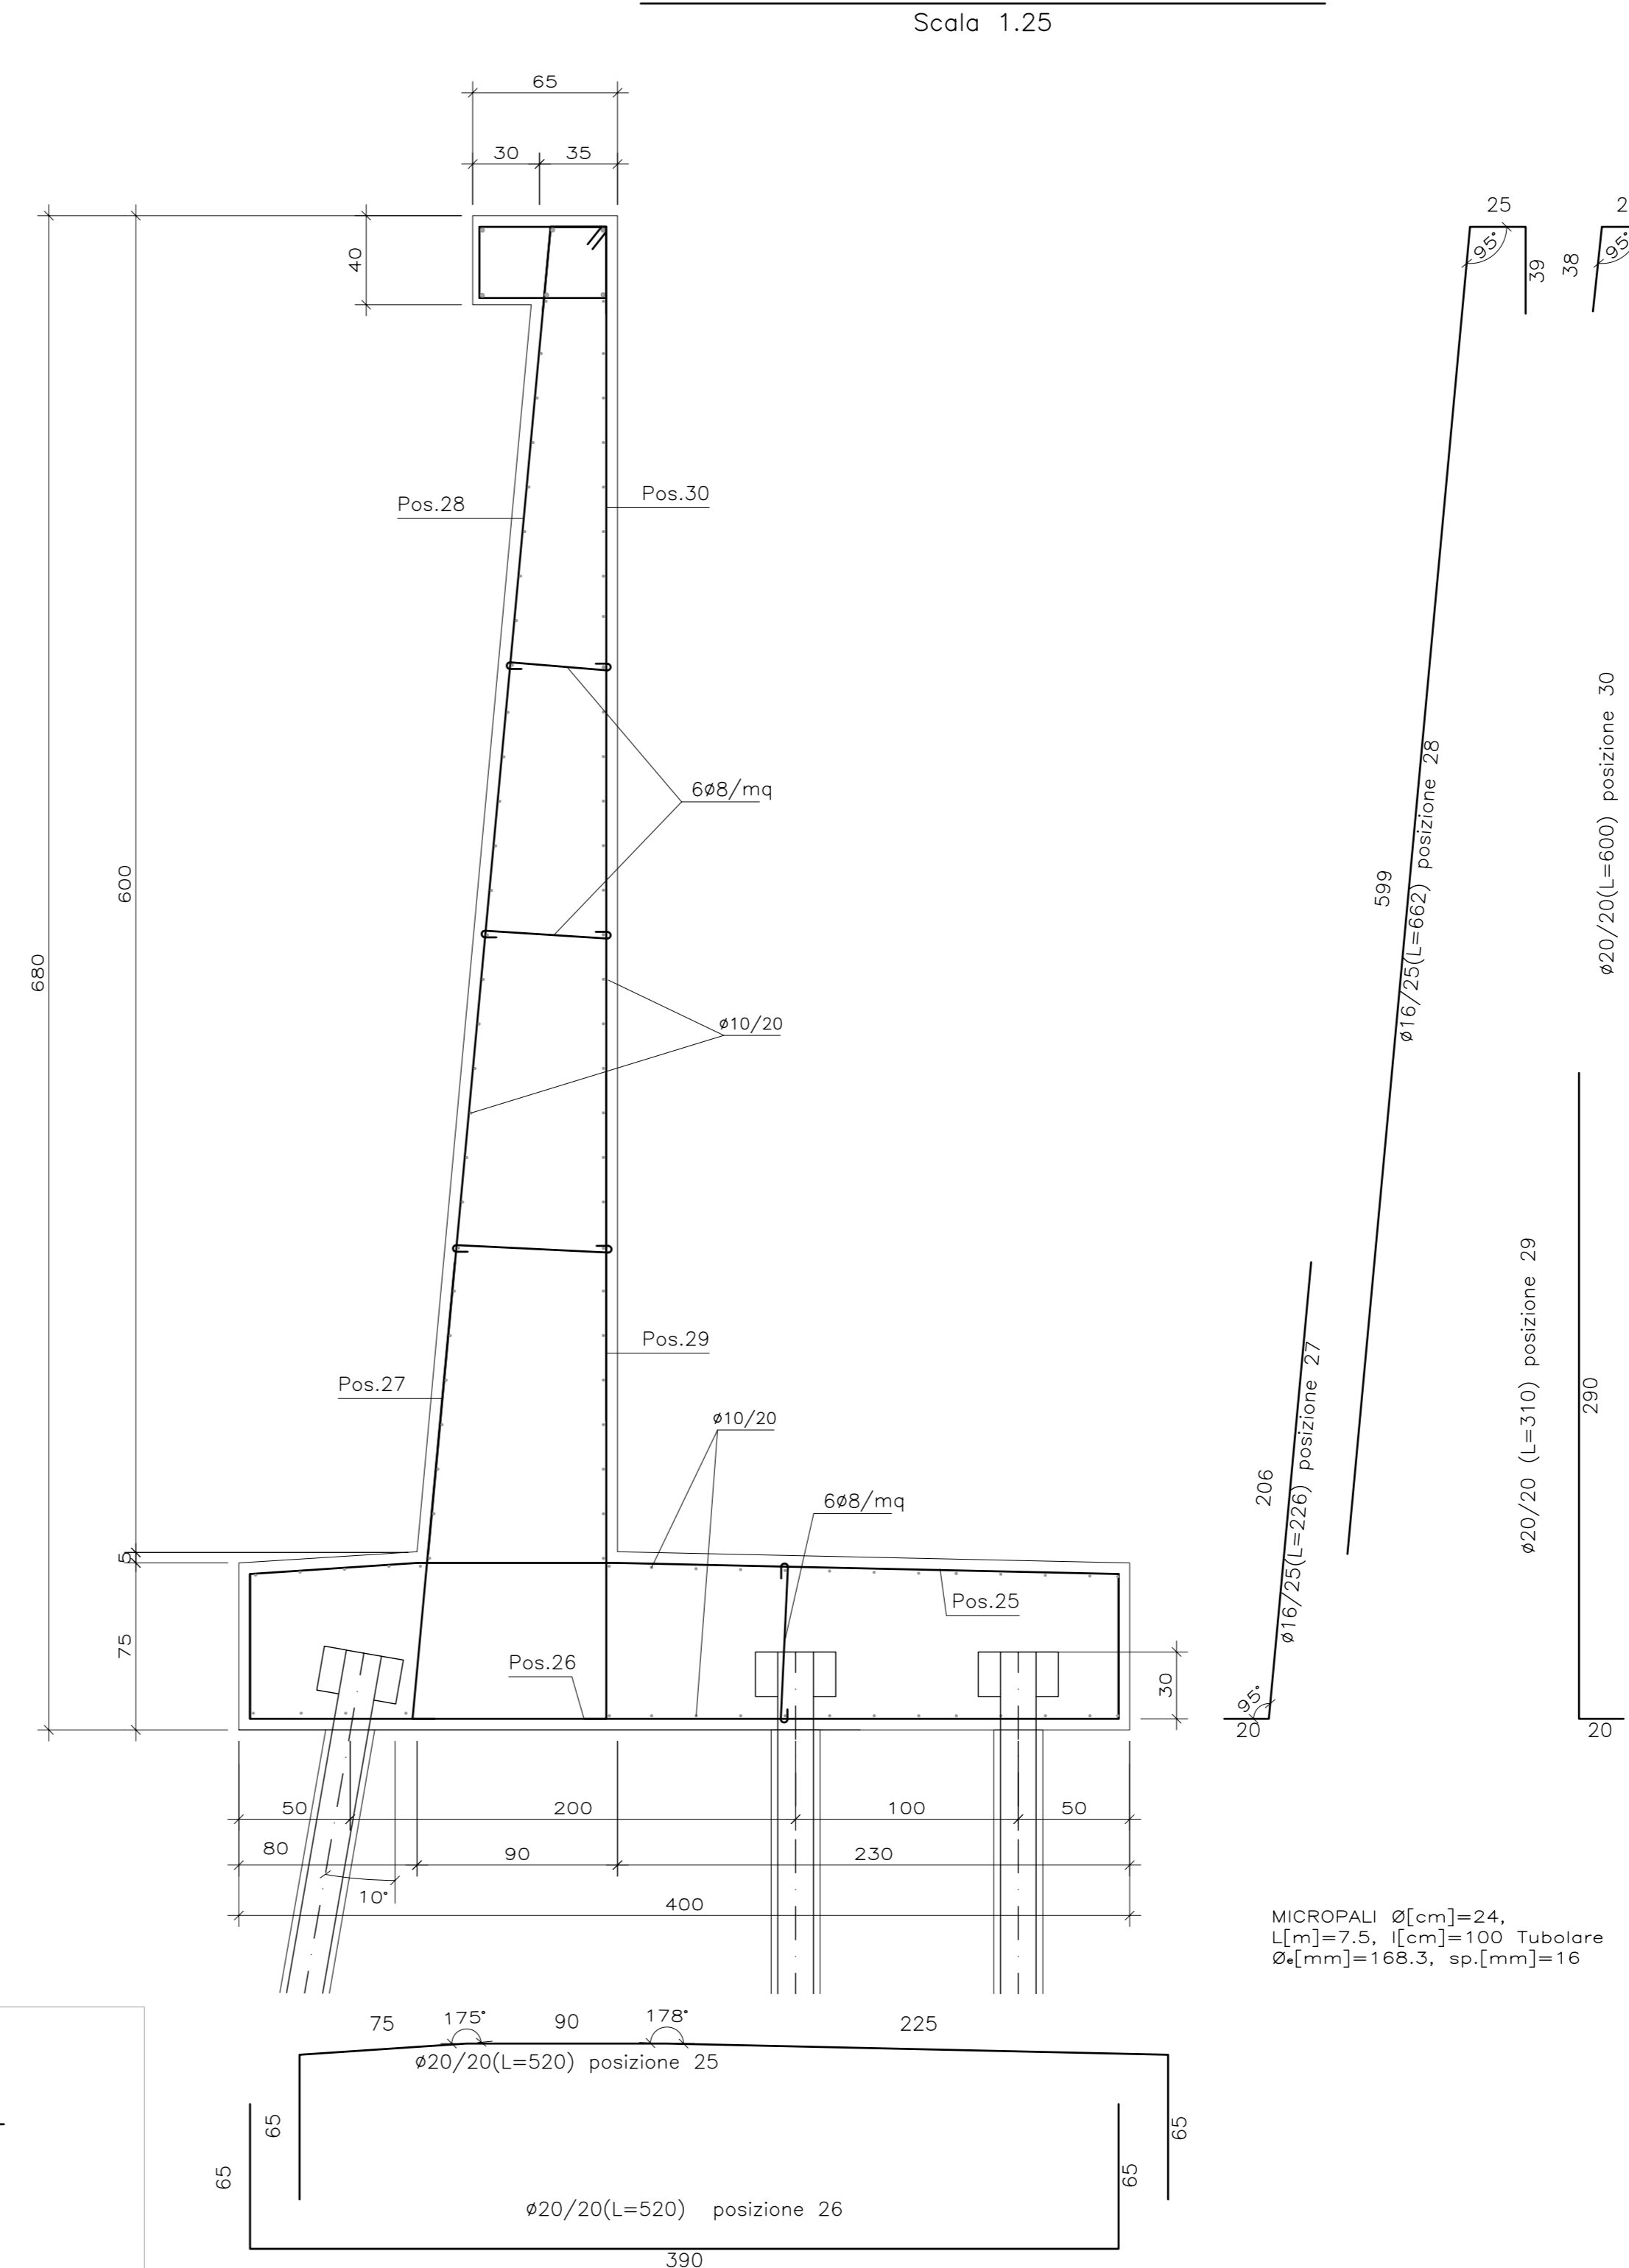 Scala 1.25
65
30 35
40
25
2
95°
39
38
95°
Pos.28
Pos.30
6ø8/mq
599
ø16/25(L=662) posizione 28
ø20/20(L=600) posizione 30
600
680
ø10/20
Pos.29
Pos.27
ø10/20
6ø8/mq
206
ø16/25(L=226) posizione 27
ø20/20 (L=310) posizione 29
290
5
75
Pos.25
Pos.26
30
95°
20
20
50 200 100 50
80 90 230
10°
400
MICROPALI Ø[cm]=24,
L[m]=7.5, I[cm]=100 Tubolare
Øe[mm]=168.3, sp.[mm]=16
75 175° 90 178° 225
ø20/20(L=520) posizione 25
65
65
65
65
ø20/20(L=520) posizione 26
390